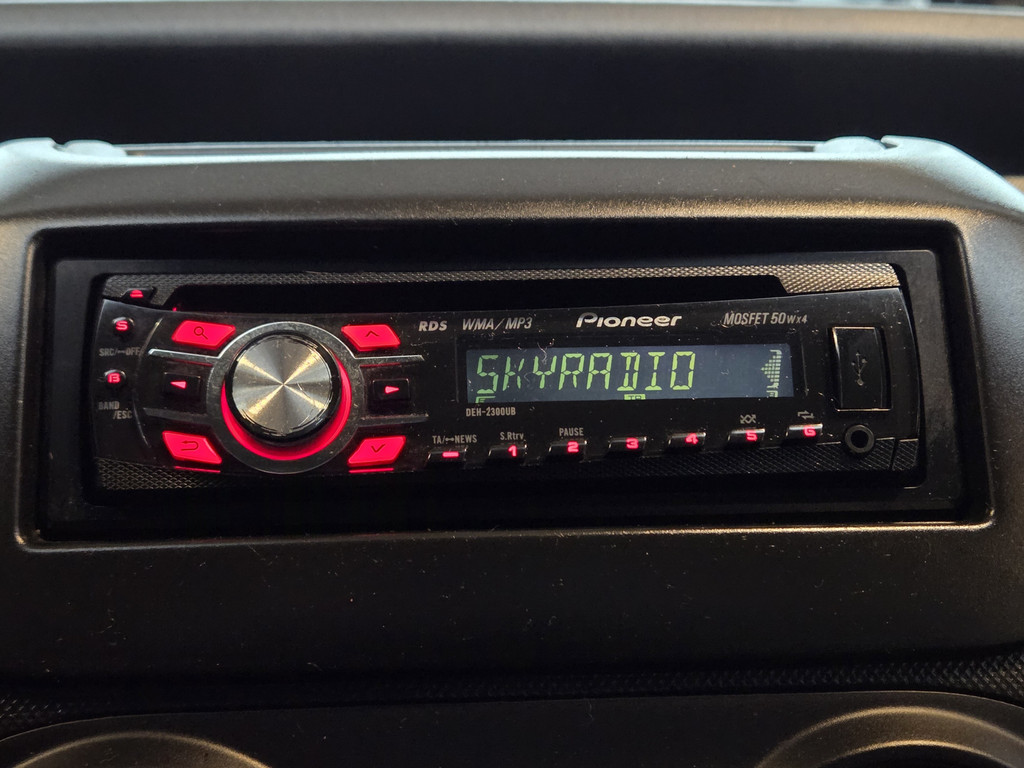 RDS WMA/MP3 Pioneer MOSFET 50Wx4
S
SRC/OFF
SKYRADIO
TP
B
BAND
/ESC
DEH-2300UB
TA/NEWS S.Rtrv PAUSE
1 2 3 4 5 6